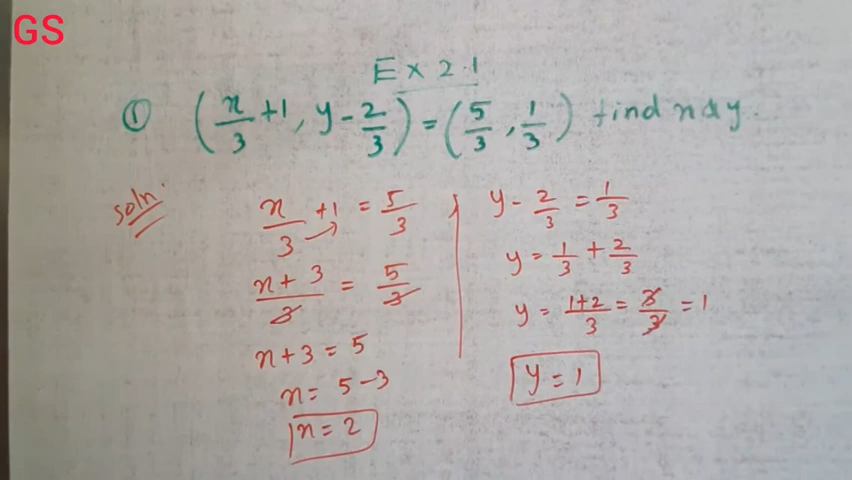 GS
Ex 2.1
① (x/3 + 1, y - 2/3) = (5/3, 1/3) find x & y.
Soln.
x/3 + 1 = 5/3, y - 2/3 = 1/3
(x + 3)/3 = 5/3
y = 1/3 + 2/3
x + 3 = 5
y = (1+2)/3 = 3/3 = 1
x = 5 - 3
y = 1
x = 2